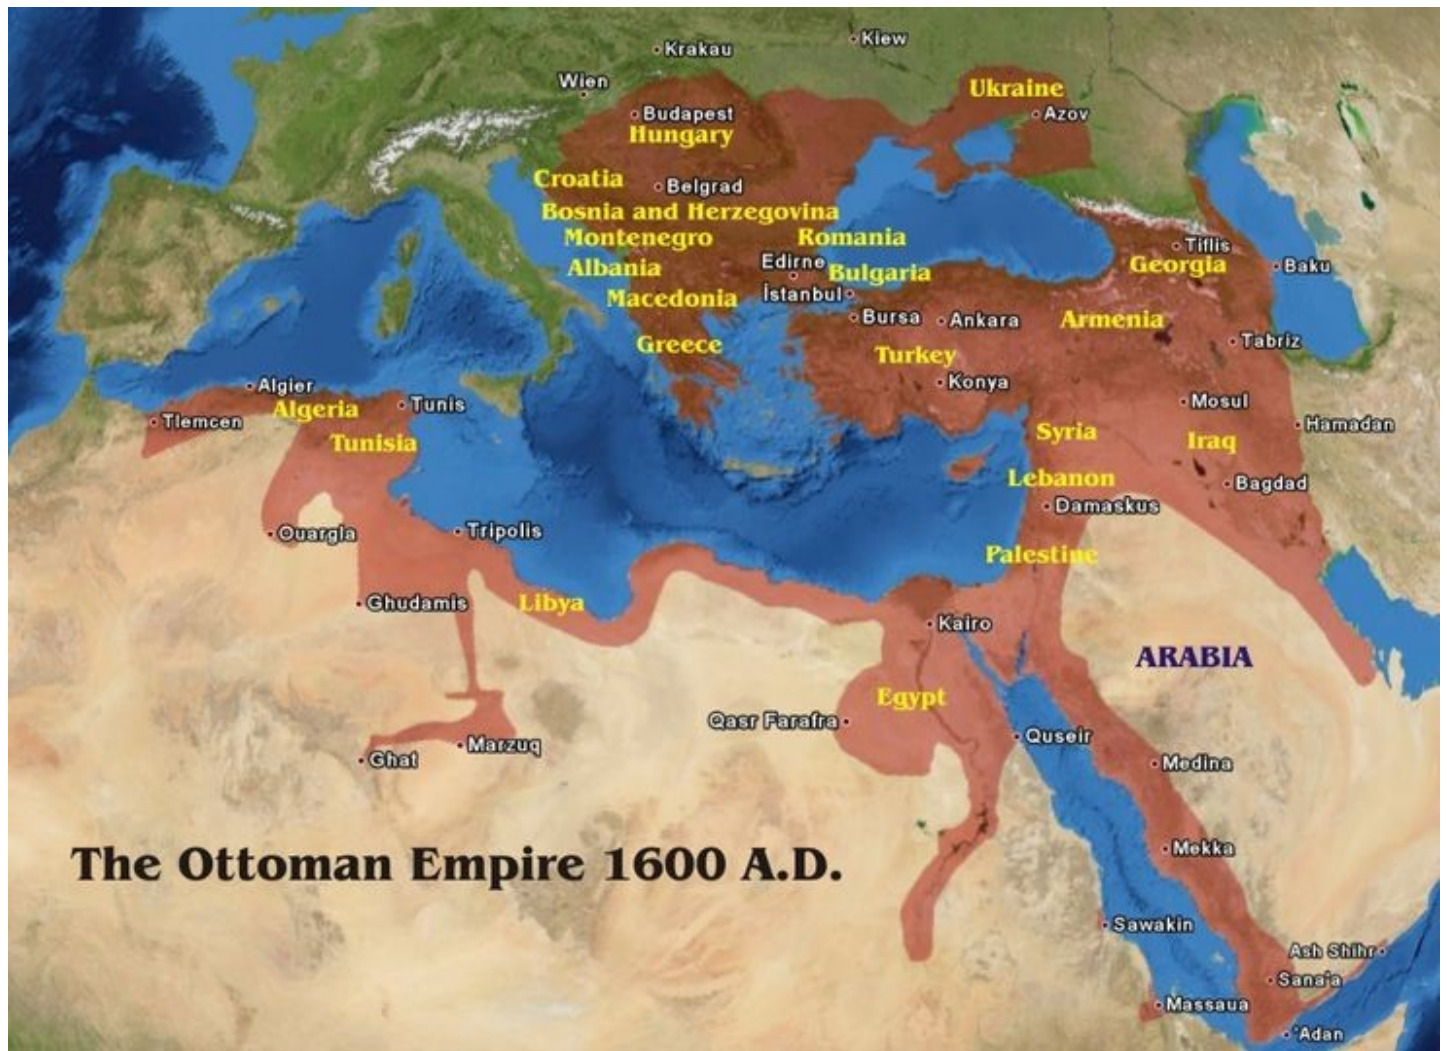 Kiew
Krakau
Wien
Ukraine
Budapest
Azov
Hungary
Croatia
Belgrad
Bosnia and Herzegovina
Montenegro
Romania
Tiflis
Edirne
Georgia
Baku
Albania
Bulgaria
İstanbul
Macedonia
Bursa
Ankara
Armenia
Greece
Tabriz
Turkey
Konya
Algier
Mosul
Algeria
Tunis
Tlemcen
Hamadan
Tunisia
Syria
Iraq
Lebanon
Bagdad
Damaskus
Ouargla
Tripolis
Palestine
Ghudamis
Libya
Kairo
ARABIA
Egypt
Qasr Farafra
Quseir
Marzuq
Ghat
Medina
The Ottoman Empire 1600 A.D.
Mekka
Sawakin
Ash Shihr
Sana'a
Massaua
'Adan